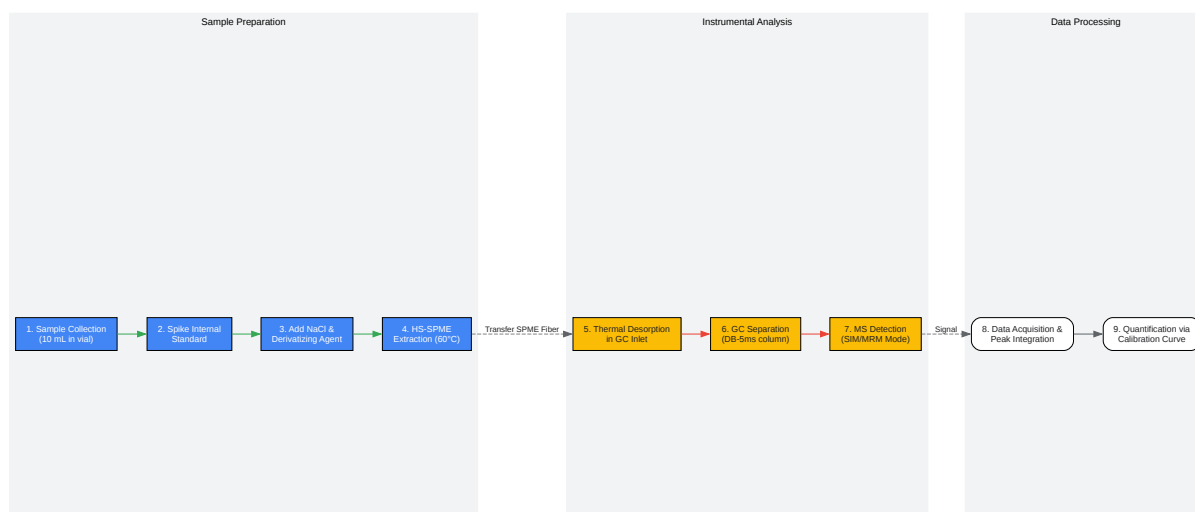 Sample Preparation
Instrumental Analysis
Data Processing
1. Sample Collection
(10 mL in vial)
2. Spike Internal
Standard
3. Add NaCl &
Derivatizing Agent
4. HS-SPME
Extraction (60°C)
Transfer SPME Fiber
5. Thermal Desorption
in GC Inlet
6. GC Separation
(DB-5ms column)
7. MS Detection
(SIM/MRM Mode)
Signal
8. Data Acquisition &
Peak Integration
9. Quantification via
Calibration Curve